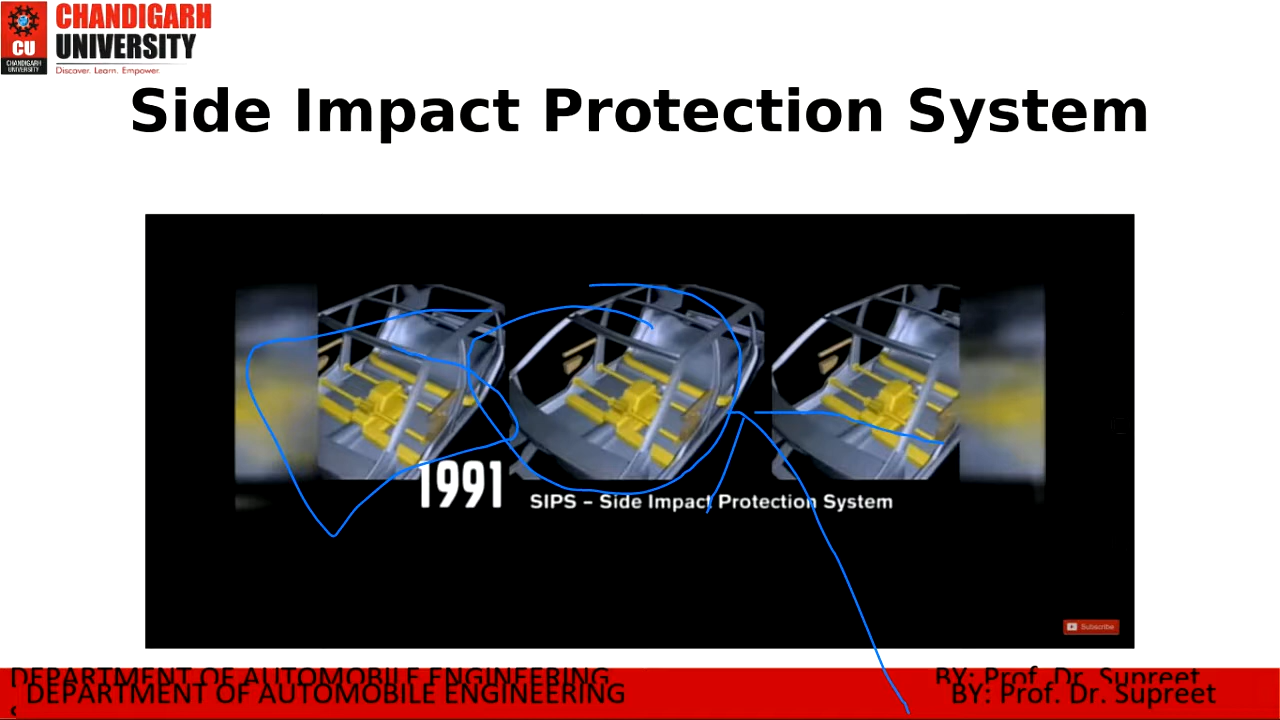 CHANDIGARH
UNIVERSITY
Discover. Learn. Empower.
CU
CHANDIGARH
UNIVERSITY
Side Impact Protection System
1991
SIPS – Side Impact Protection System
Subscribe
DEPARTMENT OF AUTOMOBILE ENGINEERING BY: Prof. Dr. Supreet
DEPARTMENT OF AUTOMOBILE ENGINEERING BY: Prof. Dr. Supreet